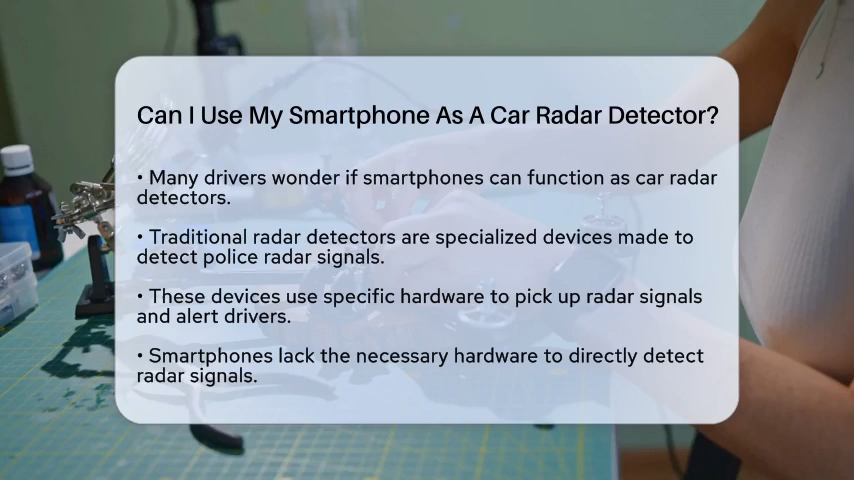 Can I Use My Smartphone As A Car Radar Detector?
• Many drivers wonder if smartphones can function as car radar
detectors.
• Traditional radar detectors are specialized devices made to
detect police radar signals.
• These devices use specific hardware to pick up radar signals
and alert drivers.
• Smartphones lack the necessary hardware to directly detect
radar signals.